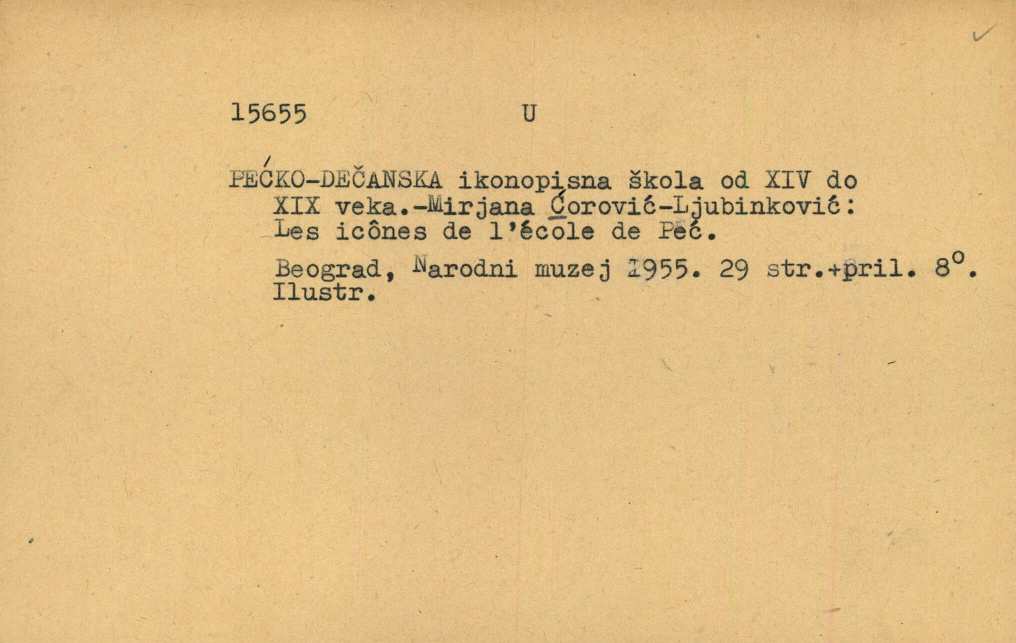 15655 U
PEĆKO-DEČANSKA ikonopisna škola od XIV do
XIX veka.-Mirjana Ćorović-Ljubinković:
Les icônes de l'école de Peć.
Beograd, Narodni muzej 1955. 29 str.+pril. 8°.
Ilustr.